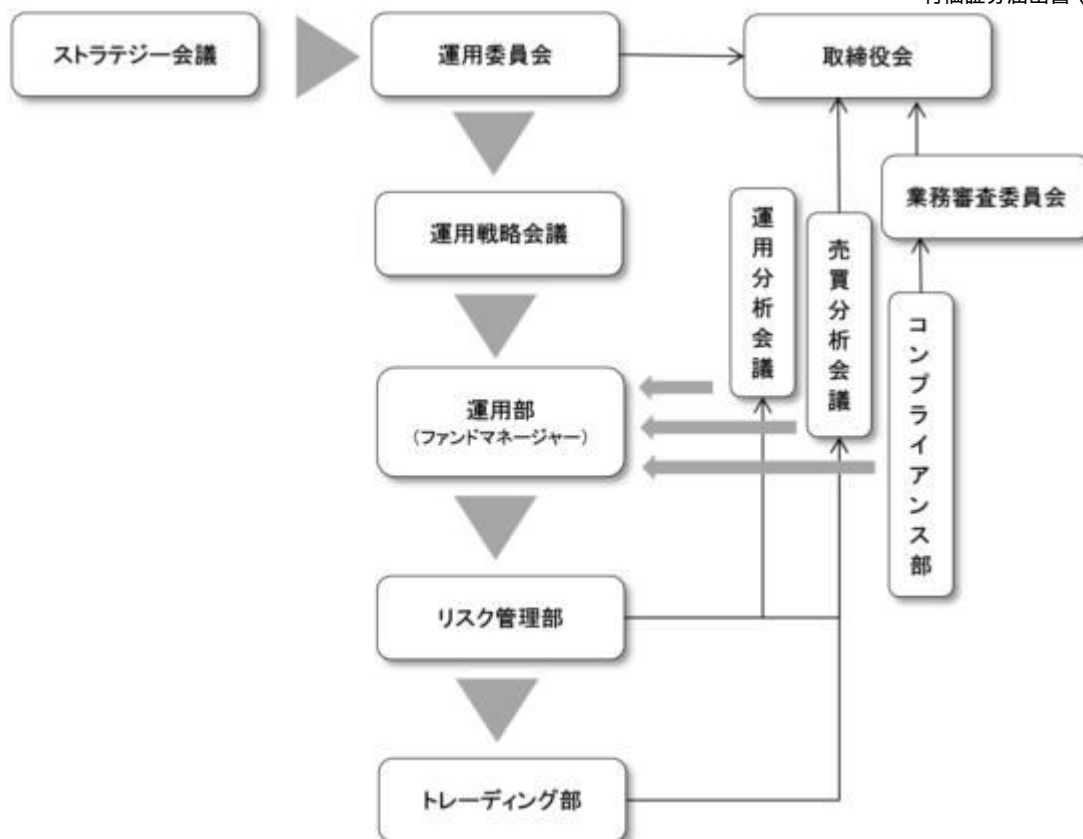 ストラテジー会議
運用委員会
取締役会
業務審査委員会
運用戦略会議
運用分析会議
売買分析会議
コンプライアンス部
運用部
(ファンドマネージャー)
リスク管理部
トレーディング部